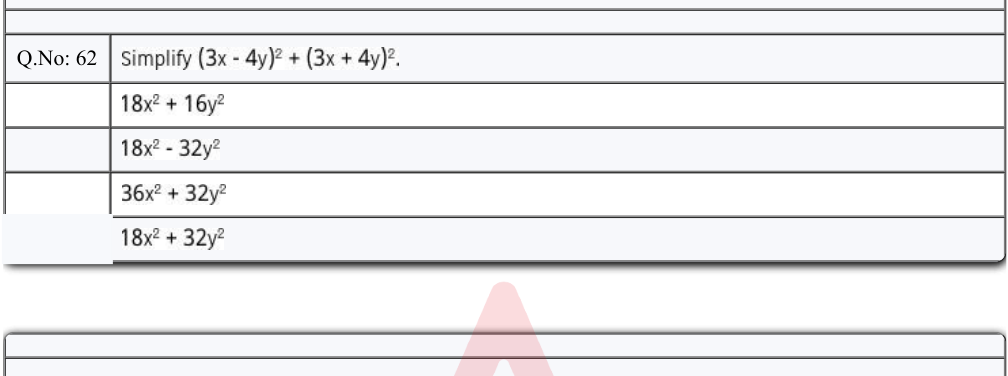 Q.No: 62 Simplify (3x - 4y)² + (3x + 4y)².
18x² + 16y²
18x² - 32y²
36x² + 32y²
18x² + 32y²